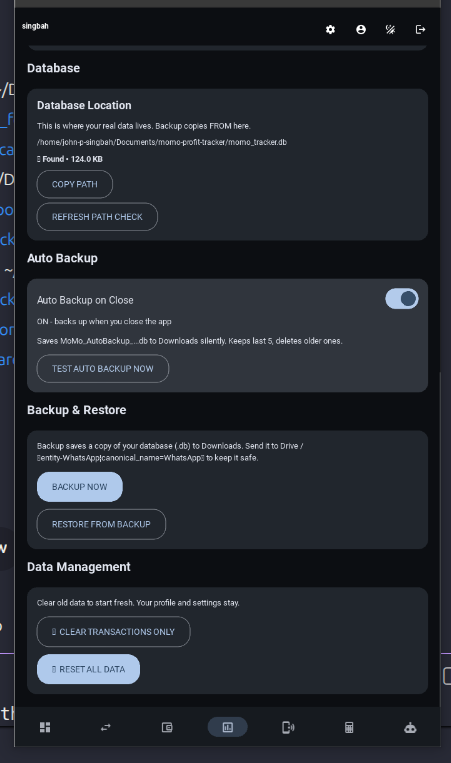 singbah
Database
Database Location
This is where your real data lives. Backup copies FROM here.
/home/john-p-singbah/Documents/momo-profit-tracker/momo_tracker.db
Found • 124.0 KB
COPY PATH
REFRESH PATH CHECK
Auto Backup
Auto Backup on Close
ON - backs up when you close the app
Saves MoMo_AutoBackup_...db to Downloads silently. Keeps last 5, deletes older ones.
TEST AUTO BACKUP NOW
Backup & Restore
Backup saves a copy of your database (.db) to Downloads. Send it to Drive /
entity-WhatsApp¦canonical_name=WhatsApp to keep it safe.
BACKUP NOW
RESTORE FROM BACKUP
Data Management
Clear old data to start fresh. Your profile and settings stay.
CLEAR TRANSACTIONS ONLY
RESET ALL DATA